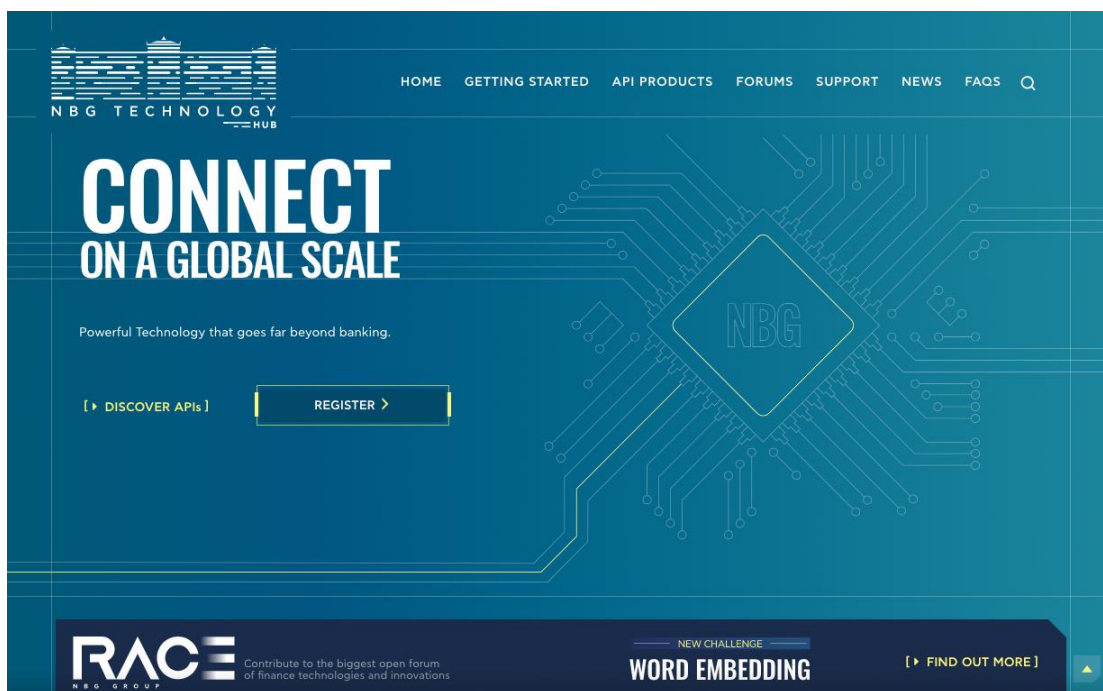 NBG TECHNOLOGY
HUB
HOME GETTING STARTED API PRODUCTS FORUMS SUPPORT NEWS FAQS
CONNECT
ON A GLOBAL SCALE
NBG
Powerful Technology that goes far beyond banking.
[ DISCOVER APIs ]
REGISTER >
RACE
NBG GROUP
Contribute to the biggest open forum
of finance technologies and innovations
NEW CHALLENGE
WORD EMBEDDING
[ FIND OUT MORE ]